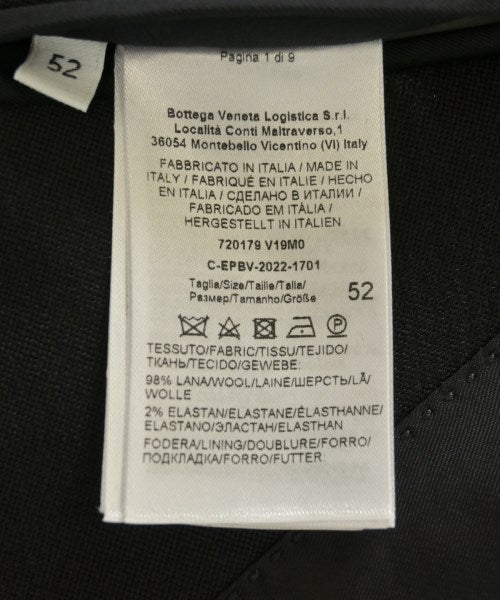 52
Pagina 1 di 9
Bottega Veneta Logistica S.r.l.
Località Conti Maltraverso,1
36054 Montebello Vicentino (VI) Italy
FABBRICATO IN ITALIA / MADE IN
ITALY / FABRIQUÉ EN ITALIE / HECHO
EN ITALIA / СДЕЛАНО В ИТАЛИИ /
FABRICADO EM ITÁLIA /
HERGESTELLT IN ITALIEN
720179 V19M0
C-EPBV-2022-1701
Taglia/Size/Taille/Talla/
Размер/Tamanho/Größe 52
TESSUTO/FABRIC/TISSU/TEJIDO/
ТКАНЬ/TECIDO/GEWEBE:
98% LANA/WOOL/LAINE/ШЕРСТЬ/LÃ/
WOLLE
2% ELASTAN/ELASTANE/ÉLASTHANNE/
ELASTANO/ЭЛАСТАН/ELASTHAN
FODERA/LINING/DOUBLURE/FORRO/
ПОДКЛАДКА/FORRO/FUTTER